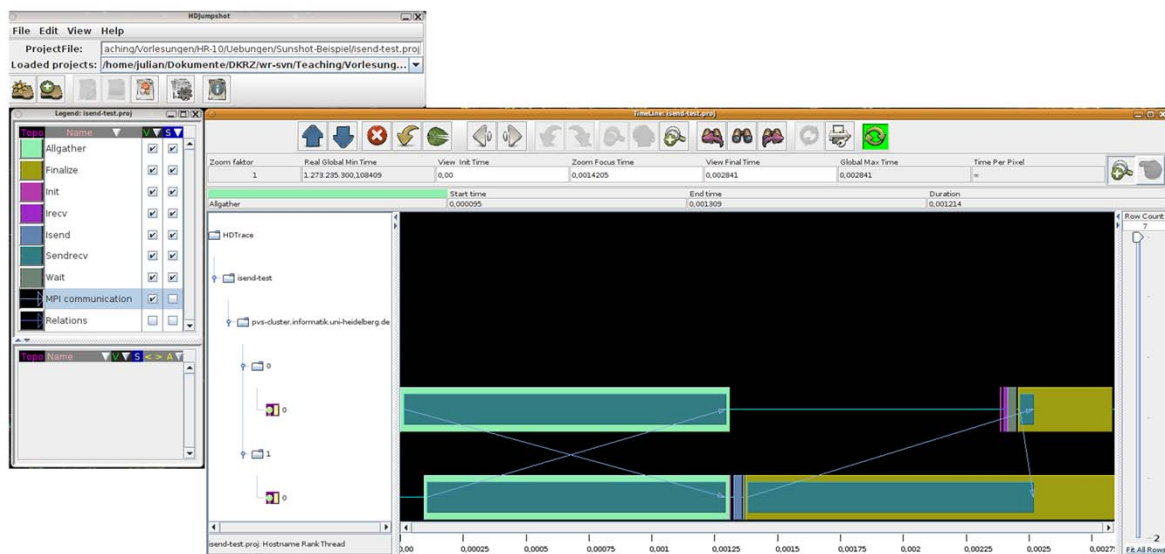 HDJumpshot
File Edit View Help
ProjectFile: aching/Vorlesungen/HR-10/Uebungen/Sunshot-Beispiel/isend-test.proj
Loaded projects: /home/julian/Dokumente/DKRZ/wr-svn/Teaching/Vorlesung...
Legend: isend-test.proj
Topo Name V S
Allgather
Finalize
Init
Irecv
Isend
Sendrecv
Wait
MPI communication
Relations
Topo Name V S < > A
TimeLine: isend-test.proj
Zoom faktor Real Global Min Time View Init Time Zoom Focus Time View Final Time Global Max Time Time Per Pixel
1 1.273.235.300,108409 0,00 0,0014205 0,002841 0,002841 =
Start time End time Duration
Allgather 0,000095 0,001309 0,001214
HDTrace
isend-test
pvs-cluster.informatik.uni-heidelberg.de
0
0
1
0
isend-test.proj: Hostname Rank Thread
0,00 0,00025 0,0005 0,00075 0,001 0,00125 0,0015 0,00175 0,002 0,00225 0,0025 0,00275
Row Count
7
2
Fit All Rows